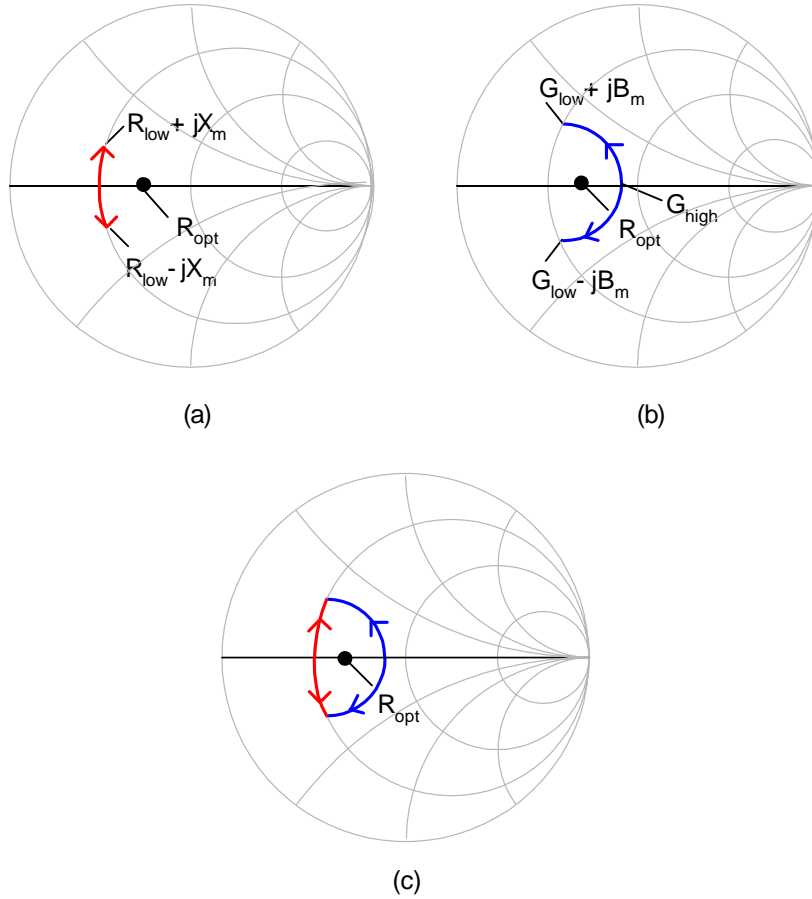 R_low + jX_m
R_opt
R_low - jX_m
(a)
G_low + jB_m
G_high
R_opt
G_low - jB_m
(b)
R_opt
(c)